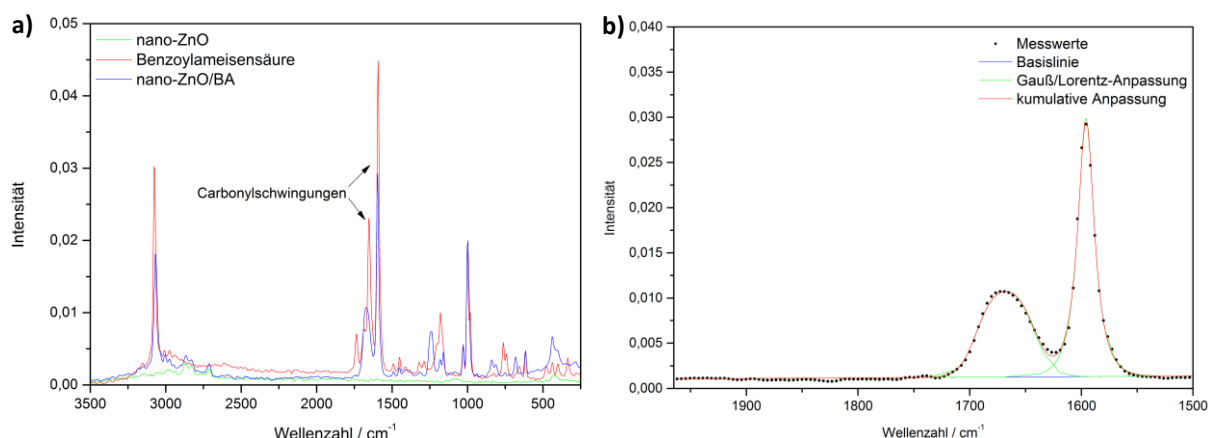 a)
0,05
0,04
0,03
0,02
0,01
0,00
Intensität
nano-ZnO
Benzoylameisensäure
nano-ZnO/BA
Carbonylschwingungen
3500
3000
2500
2000
1500
1000
500
Wellenzahl / cm⁻¹
b)
0,040
0,035
0,030
0,025
0,020
0,015
0,010
0,005
0,000
Intensität
Messwerte
Basislinie
Gauß/Lorentz-Anpassung
kumulative Anpassung
1900
1800
1700
1600
1500
Wellenzahl / cm⁻¹